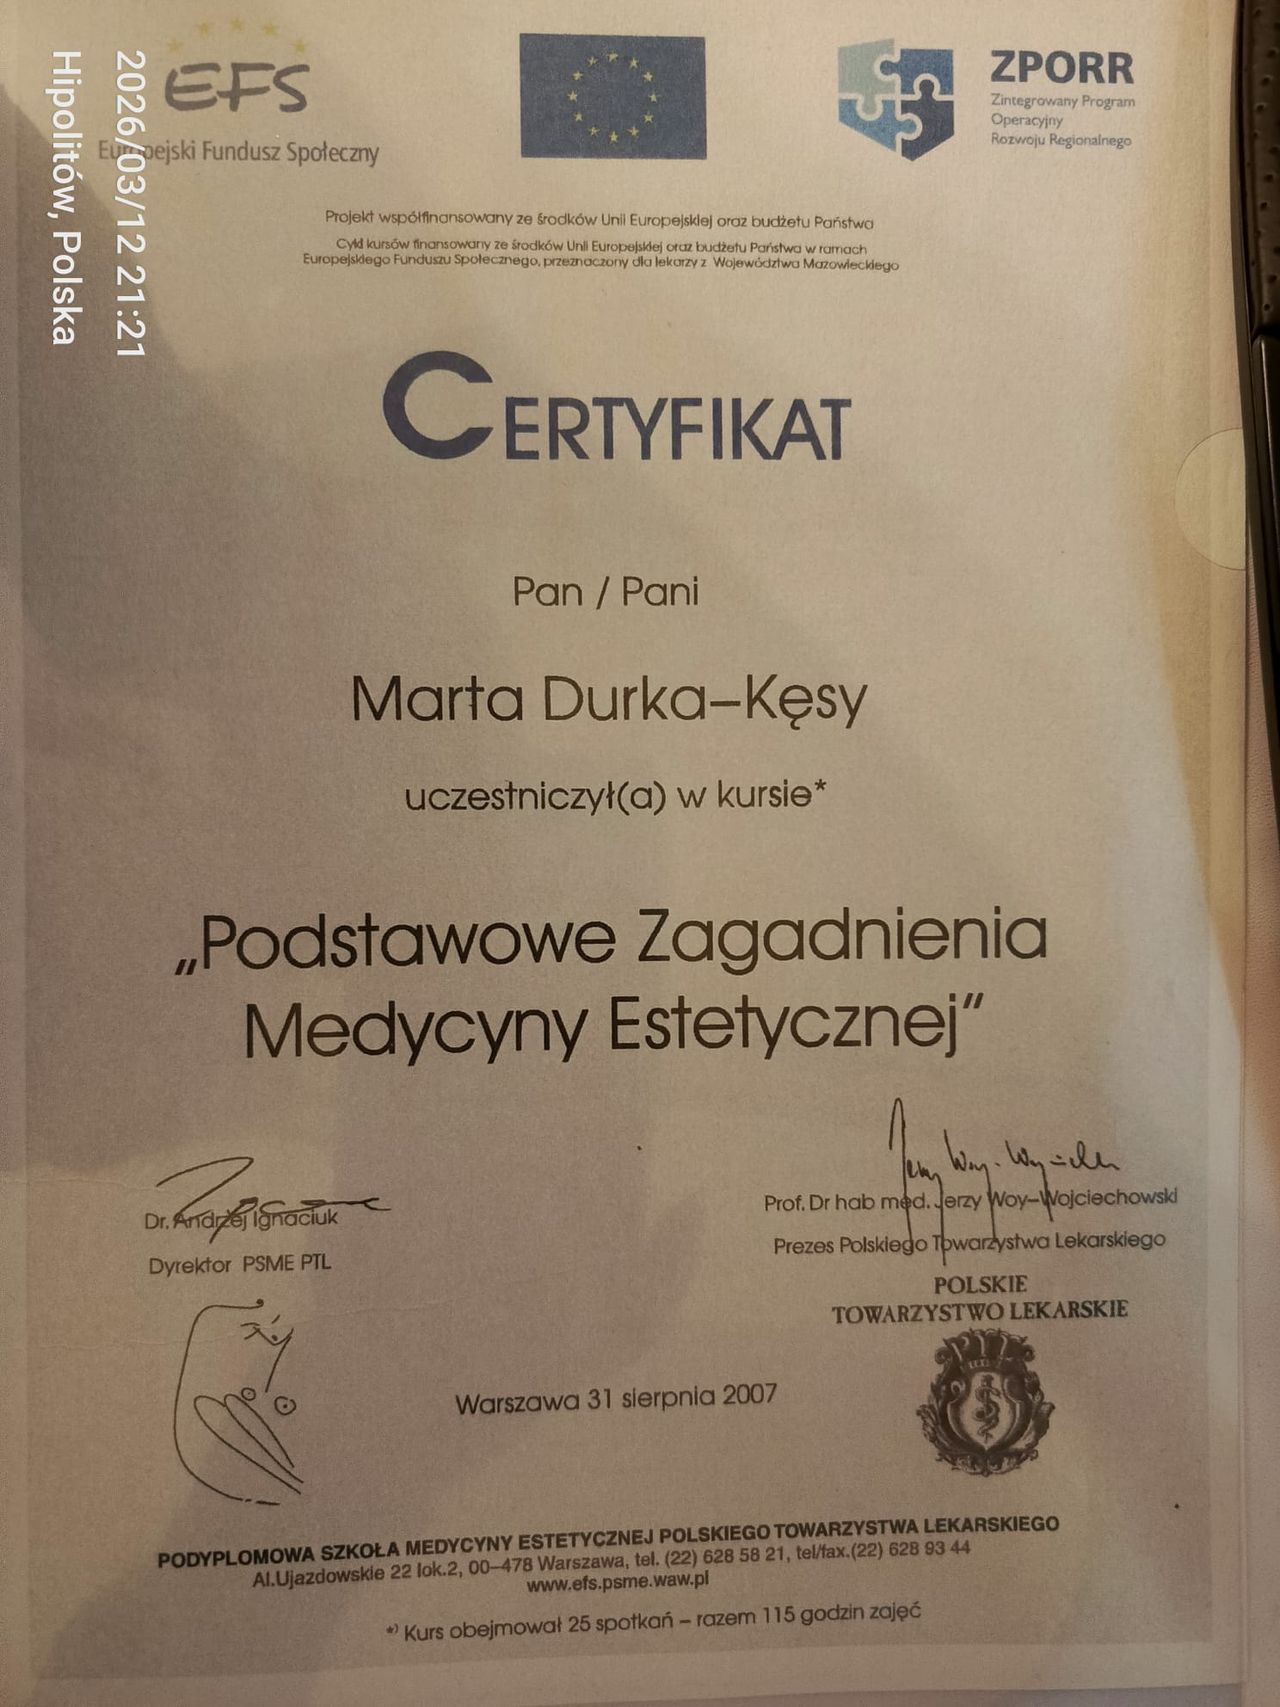 2026/03/12 21:21
Hipolitów, Polska
EFS
Europejski Fundusz Społeczny
ZPORR
Zintegrowany Program
Operacyjny
Rozwoju Regionalnego
Projekt współfinansowany ze środków Unii Europejskiej oraz budżetu Państwa
Cykl kursów finansowany ze środków Unii Europejskiej oraz budżetu Państwa w ramach
Europejskiego Funduszu Społecznego, przeznaczony dla lekarzy z Województwa Mazowieckiego
CERTYFIKAT
Pan / Pani
Marta Durka–Kęsy
uczestniczył(a) w kursie*
„Podstawowe Zagadnienia
Medycyny Estetycznej”
Jerzy Woy-Wojciechowski
Dr. Andrzej Ignaciuk
Dyrektor PSME PTL
Prof. Dr hab med. Jerzy Woy–Wojciechowski
Prezes Polskiego Towarzystwa Lekarskiego
POLSKIE
TOWARZYSTWO LEKARSKIE
PTL
Warszawa 31 sierpnia 2007
PODYPLOMOWA SZKOŁA MEDYCYNY ESTETYCZNEJ POLSKIEGO TOWARZYSTWA LEKARSKIEGO
Al.Ujazdowskie 22 lok.2, 00–478 Warszawa, tel. (22) 628 58 21, tel/fax.(22) 628 93 44
www.efs.psme.waw.pl
*) Kurs obejmował 25 spotkań – razem 115 godzin zajęć